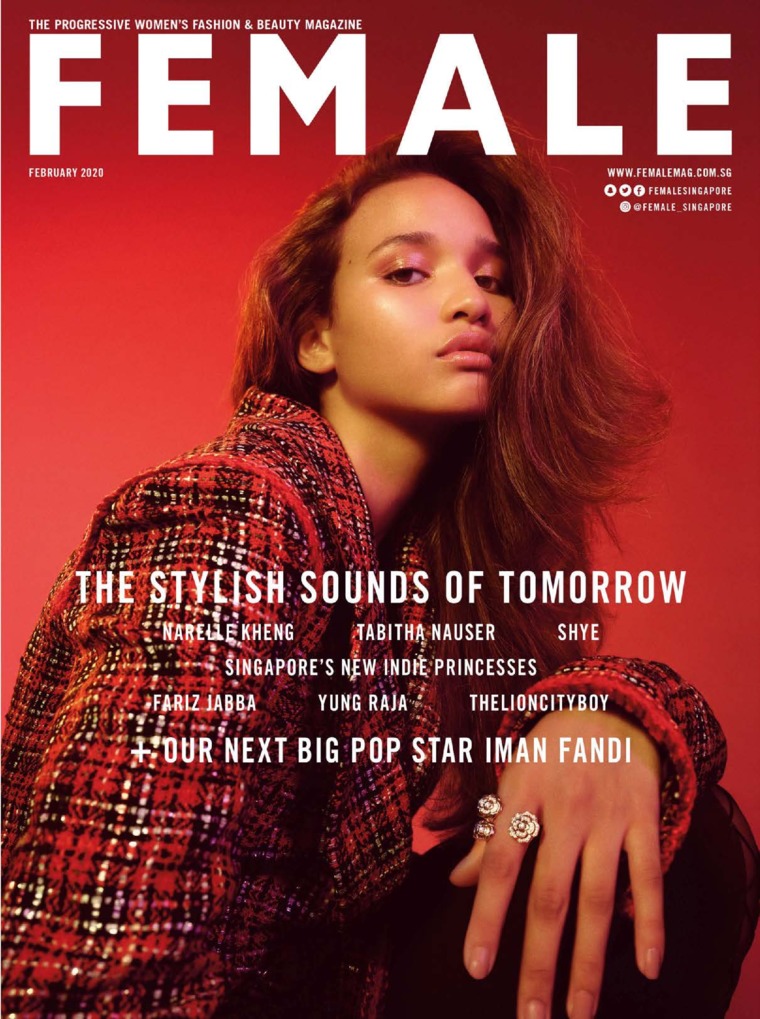 THE PROGRESSIVE WOMEN'S FASHION & BEAUTY MAGAZINE
FEMALE
FEBRUARY 2020
WWW.FEMALEMAG.COM.SG
FEMALESINGAPORE
@FEMALE_SINGAPORE
THE STYLISH SOUNDS OF TOMORROW
NARELLE KHENG TABITHA NAUSER SHYE
SINGAPORE'S NEW INDIE PRINCESSES
FARIZ JABBA YUNG RAJA THELIONCITYBOY
+ OUR NEXT BIG POP STAR IMAN FANDI